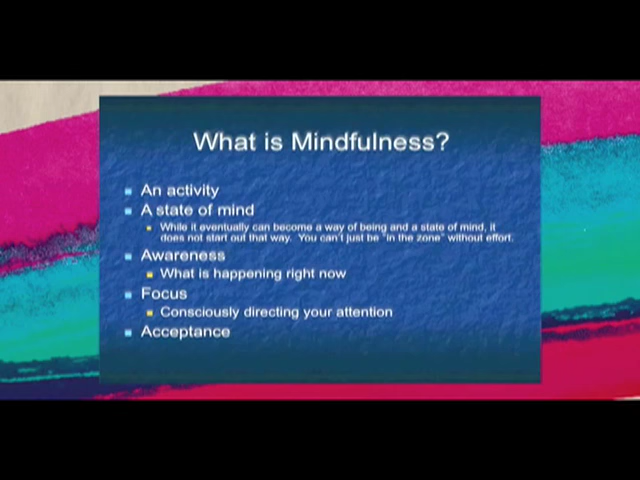 What is Mindfulness?
An activity
A state of mind
While it eventually can become a way of being and a state of mind, it
does not start out that way. You can't just be "in the zone" without effort.
Awareness
What is happening right now
Focus
Consciously directing your attention
Acceptance